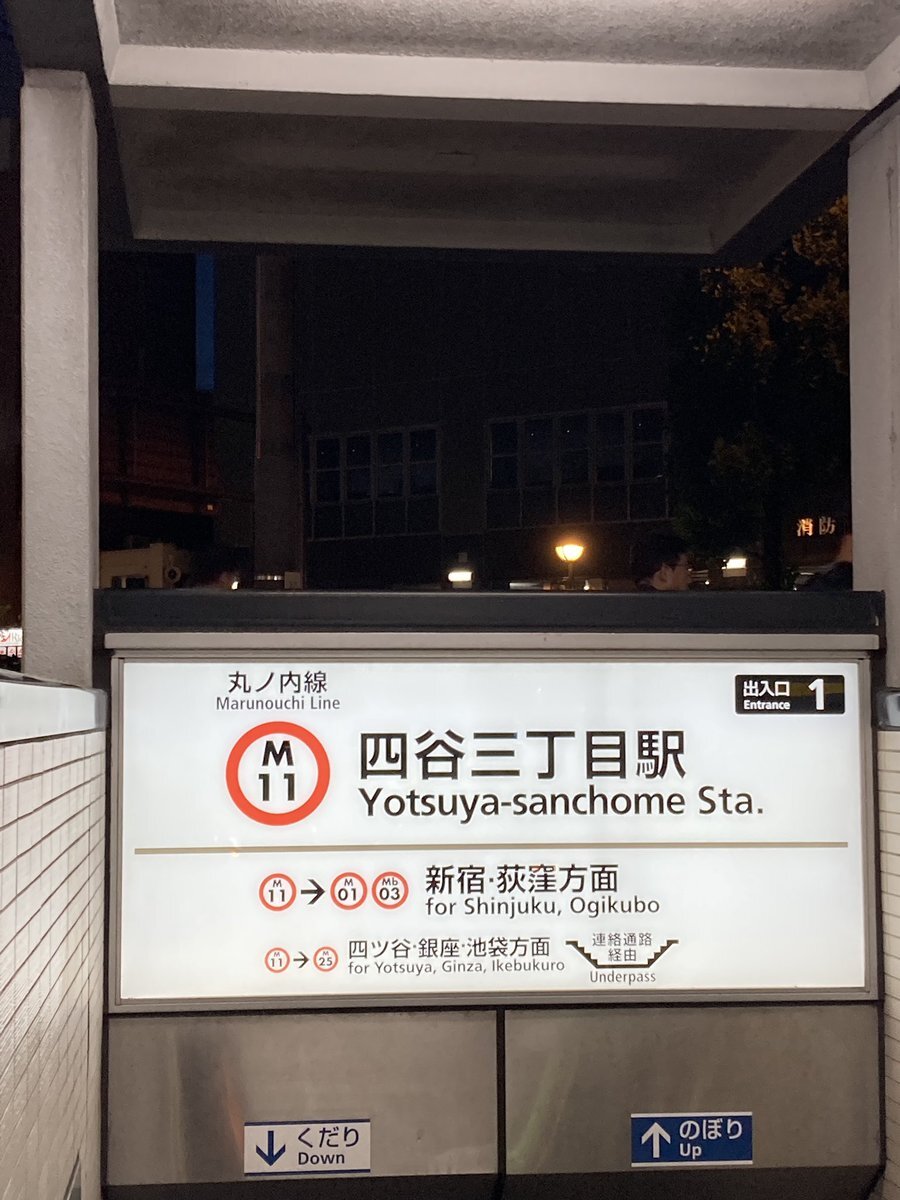 消防
丸ノ内線
Marunouchi Line
出入口
Entrance
1
M
11
四谷三丁目駅
Yotsuya-sanchome Sta.
M 11 → M 01 Mb 03
新宿·荻窪方面
for Shinjuku, Ogikubo
M 11 → M 25
四ツ谷·銀座·池袋方面
for Yotsuya, Ginza, Ikebukuro
連絡通路
経由
Underpass
↓ くだり
Down
↑ のぼり
Up